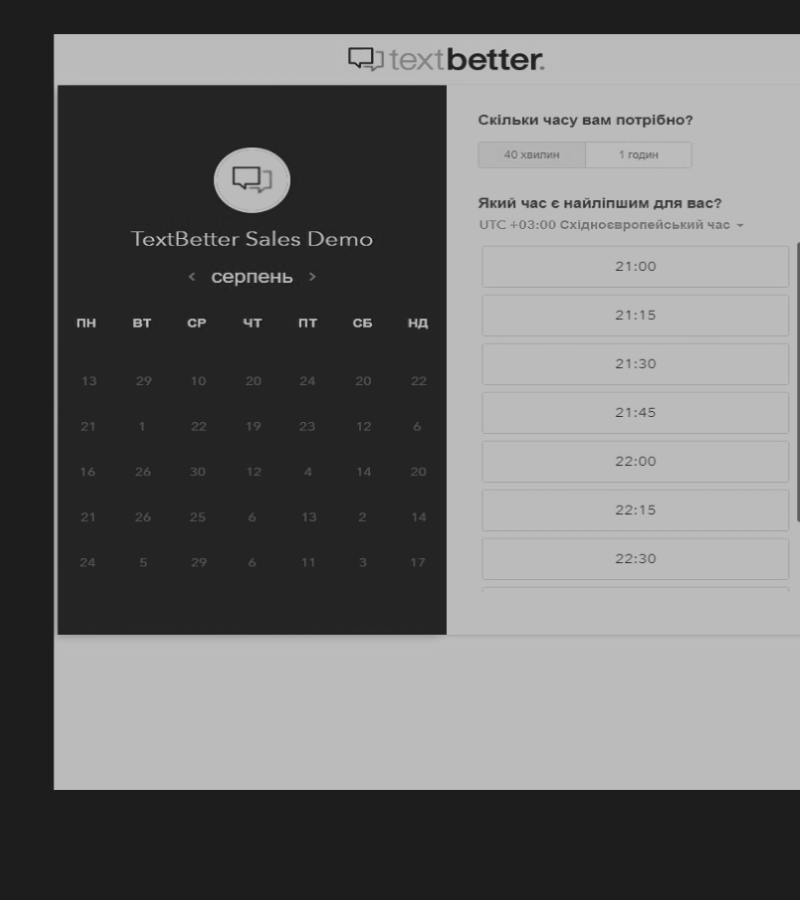 textbetter.
TextBetter Sales Demo
< серпень >
ПН ВТ СР ЧТ ПТ СБ НД
13 29 10 20 24 20 22
21 1 22 19 23 12 6
16 26 30 12 4 14 20
21 26 25 6 13 2 14
24 5 29 6 11 3 17
Скільки часу вам потрібно?
40 хвилин 1 годин
Який час є найліпшим для вас?
UTC +03:00 Східноєвропейський час
21:00
21:15
21:30
21:45
22:00
22:15
22:30